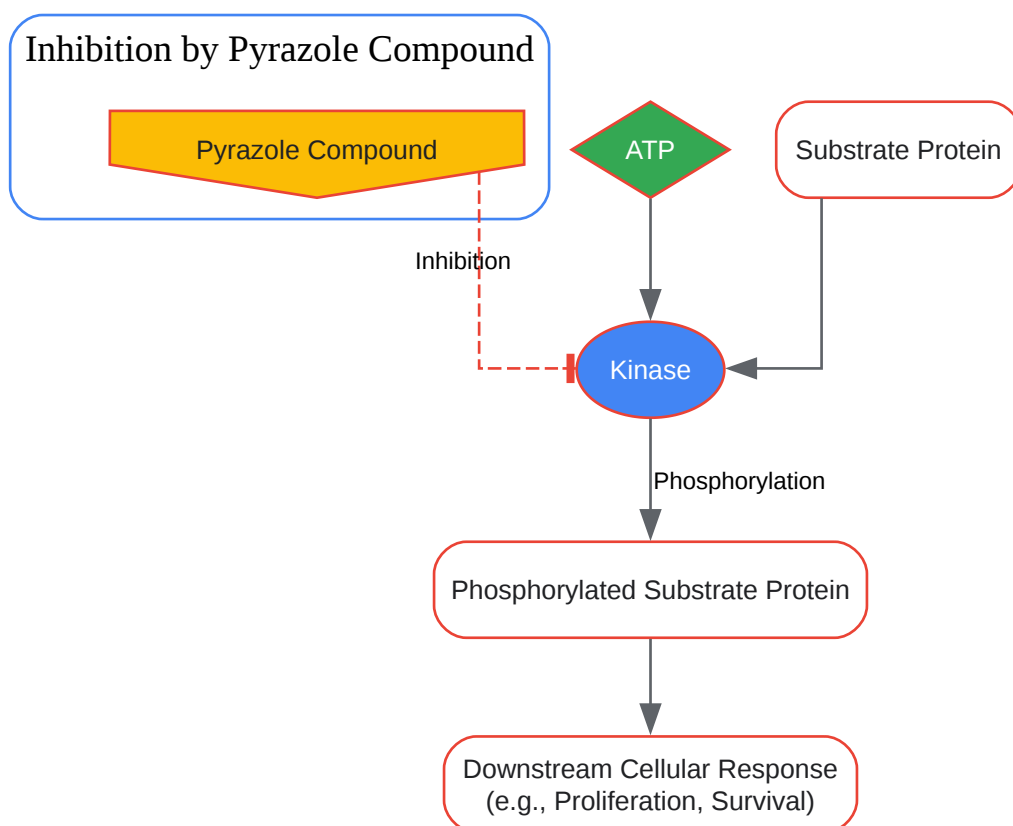 Inhibition by Pyrazole Compound
Pyrazole Compound
ATP
Substrate Protein
Inhibition
Kinase
Phosphorylation
Phosphorylated Substrate Protein
Downstream Cellular Response
(e.g., Proliferation, Survival)